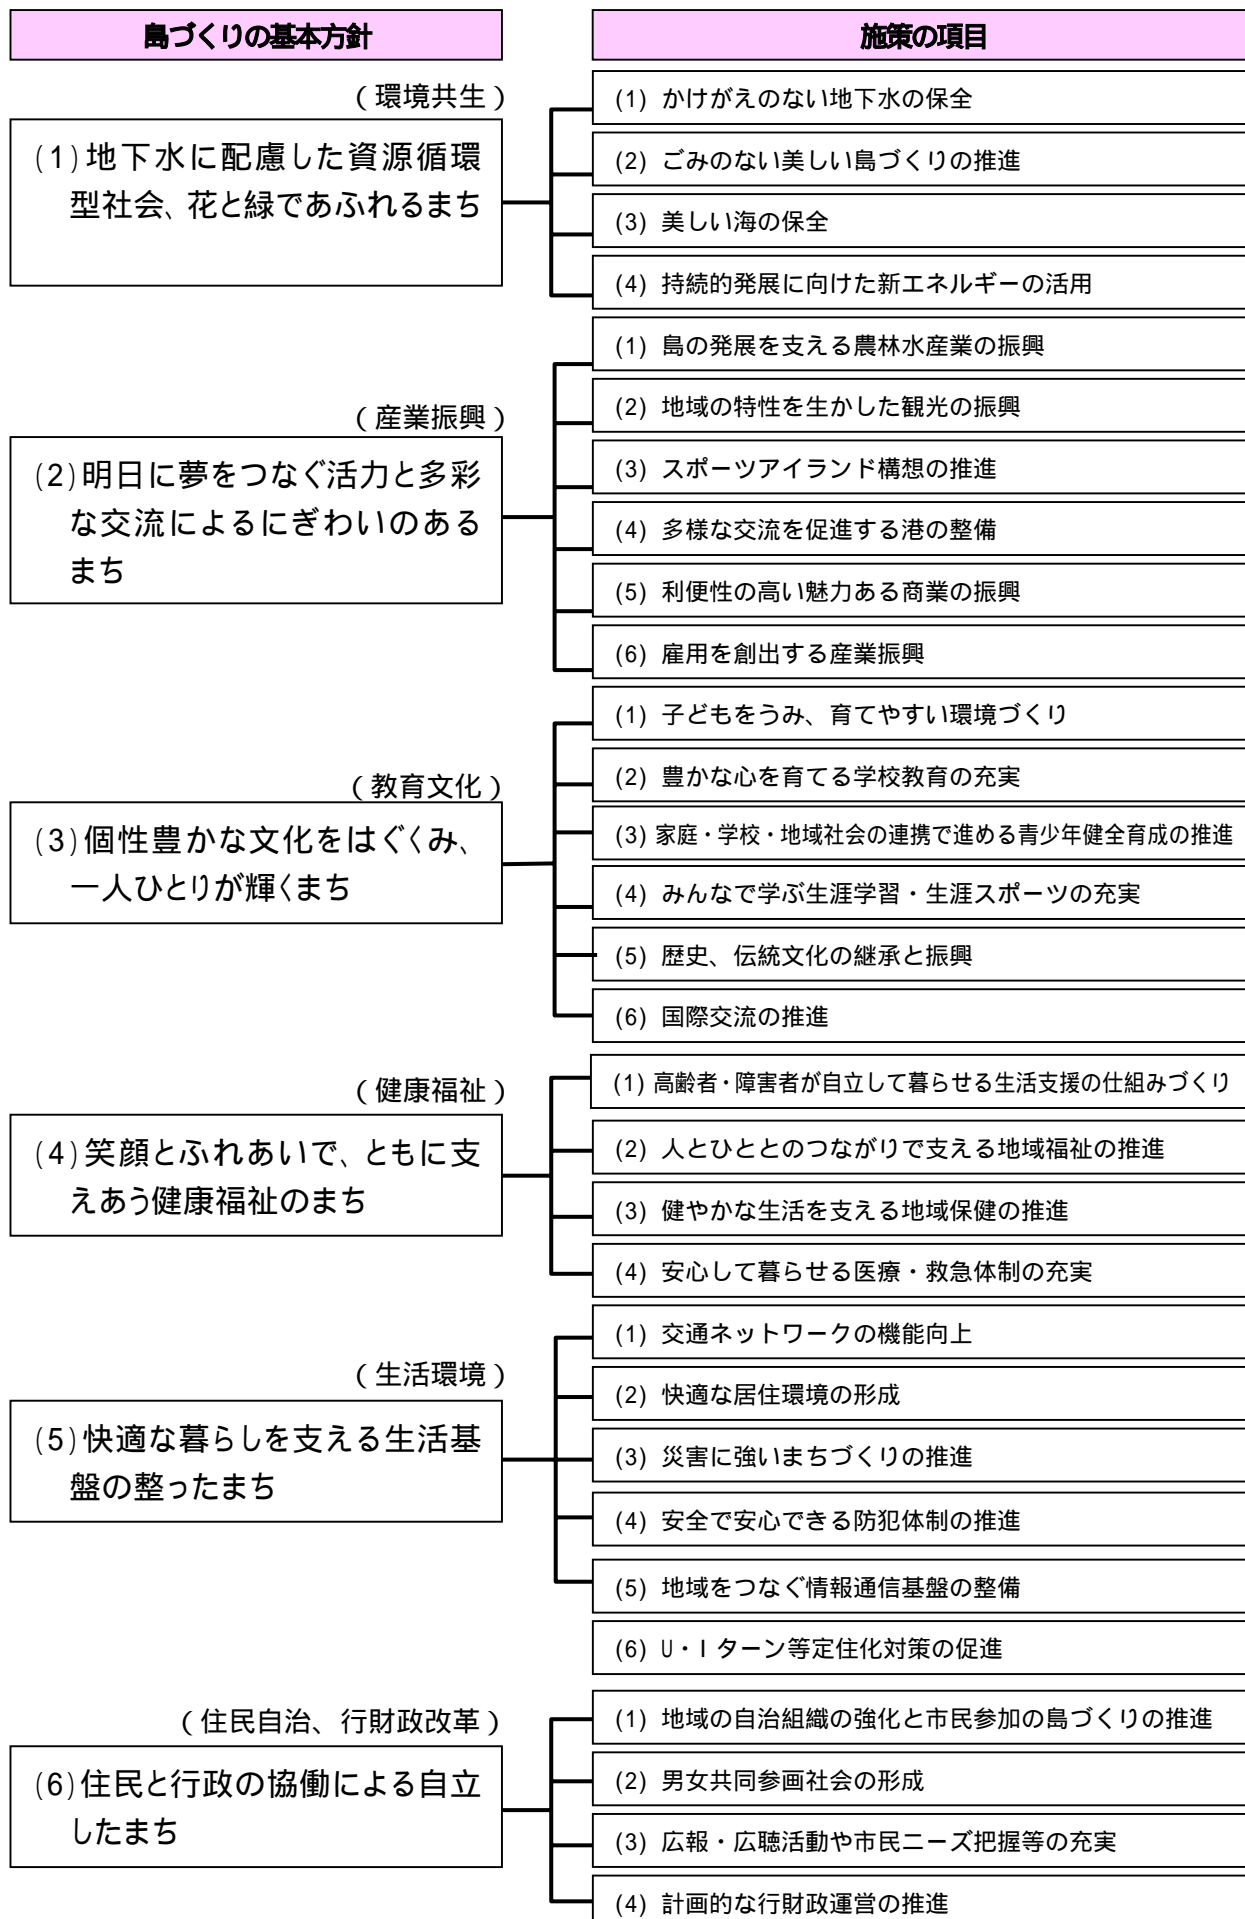 島づくりの基本方針
施策の項目
(環境共生)
(1)地下水に配慮した資源循環
型社会、花と緑であふれるまち
(1) かけがえのない地下水の保全
(2) ごみのない美しい島づくりの推進
(3) 美しい海の保全
(4) 持続的発展に向けた新エネルギーの活用
(産業振興)
(2)明日に夢をつなぐ活力と多彩
な交流によるにぎわいのある
まち
(1) 島の発展を支える農林水産業の振興
(2) 地域の特性を生かした観光の振興
(3) スポーツアイランド構想の推進
(4) 多様な交流を促進する港の整備
(5) 利便性の高い魅力ある商業の振興
(6) 雇用を創出する産業振興
(教育文化)
(3)個性豊かな文化をはぐくみ、
一人ひとりが輝くまち
(1) 子どもをうみ、育てやすい環境づくり
(2) 豊かな心を育てる学校教育の充実
(3) 家庭・学校・地域社会の連携で進める青少年健全育成の推進
(4) みんなで学ぶ生涯学習・生涯スポーツの充実
(5) 歴史、伝統文化の継承と振興
(6) 国際交流の推進
(健康福祉)
(4)笑顔とふれあいで、ともに支
えあう健康福祉のまち
(1) 高齢者・障害者が自立して暮らせる生活支援の仕組みづくり
(2) 人とひととのつながりで支える地域福祉の推進
(3) 健やかな生活を支える地域保健の推進
(4) 安心して暮らせる医療・救急体制の充実
(生活環境)
(5)快適な暮らしを支える生活基
盤の整ったまち
(1) 交通ネットワークの機能向上
(2) 快適な居住環境の形成
(3) 災害に強いまちづくりの推進
(4) 安全で安心できる防犯体制の推進
(5) 地域をつなぐ情報通信基盤の整備
(6) U・Iターン等定住化対策の促進
(住民自治、行財政改革)
(6)住民と行政の協働による自立
したまち
(1) 地域の自治組織の強化と市民参加の島づくりの推進
(2) 男女共同参画社会の形成
(3) 広報・広聴活動や市民ニーズ把握等の充実
(4) 計画的な行財政運営の推進